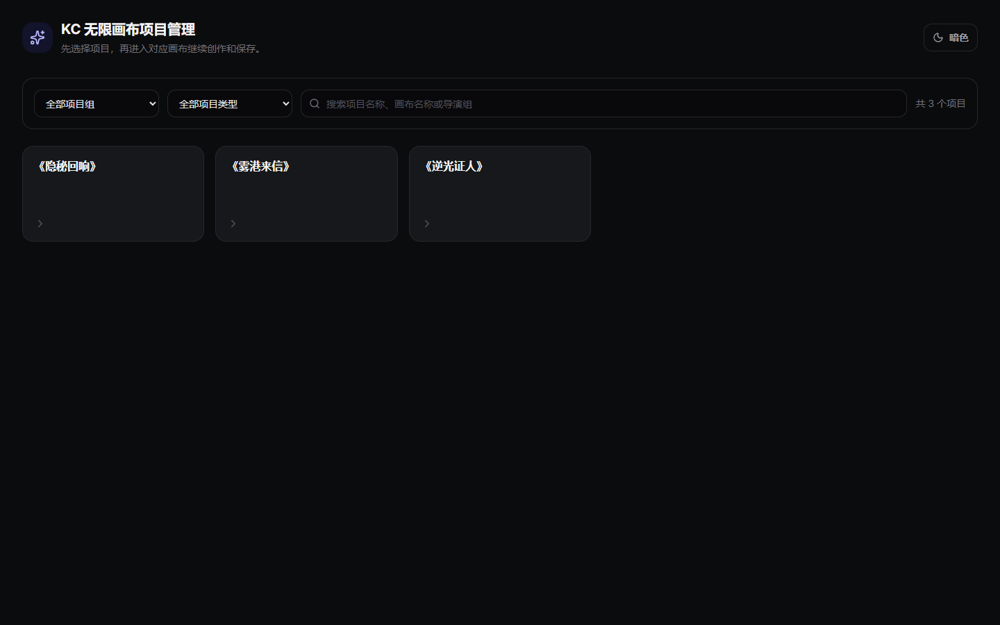 KC 无限画布项目管理
先选择项目，再进入对应画布继续创作和保存。
暗色
全部项目组
全部项目类型
搜索项目名称、画布名称或导演组
共 3 个项目
《隐秘回响》
《雾港来信》
《逆光证人》